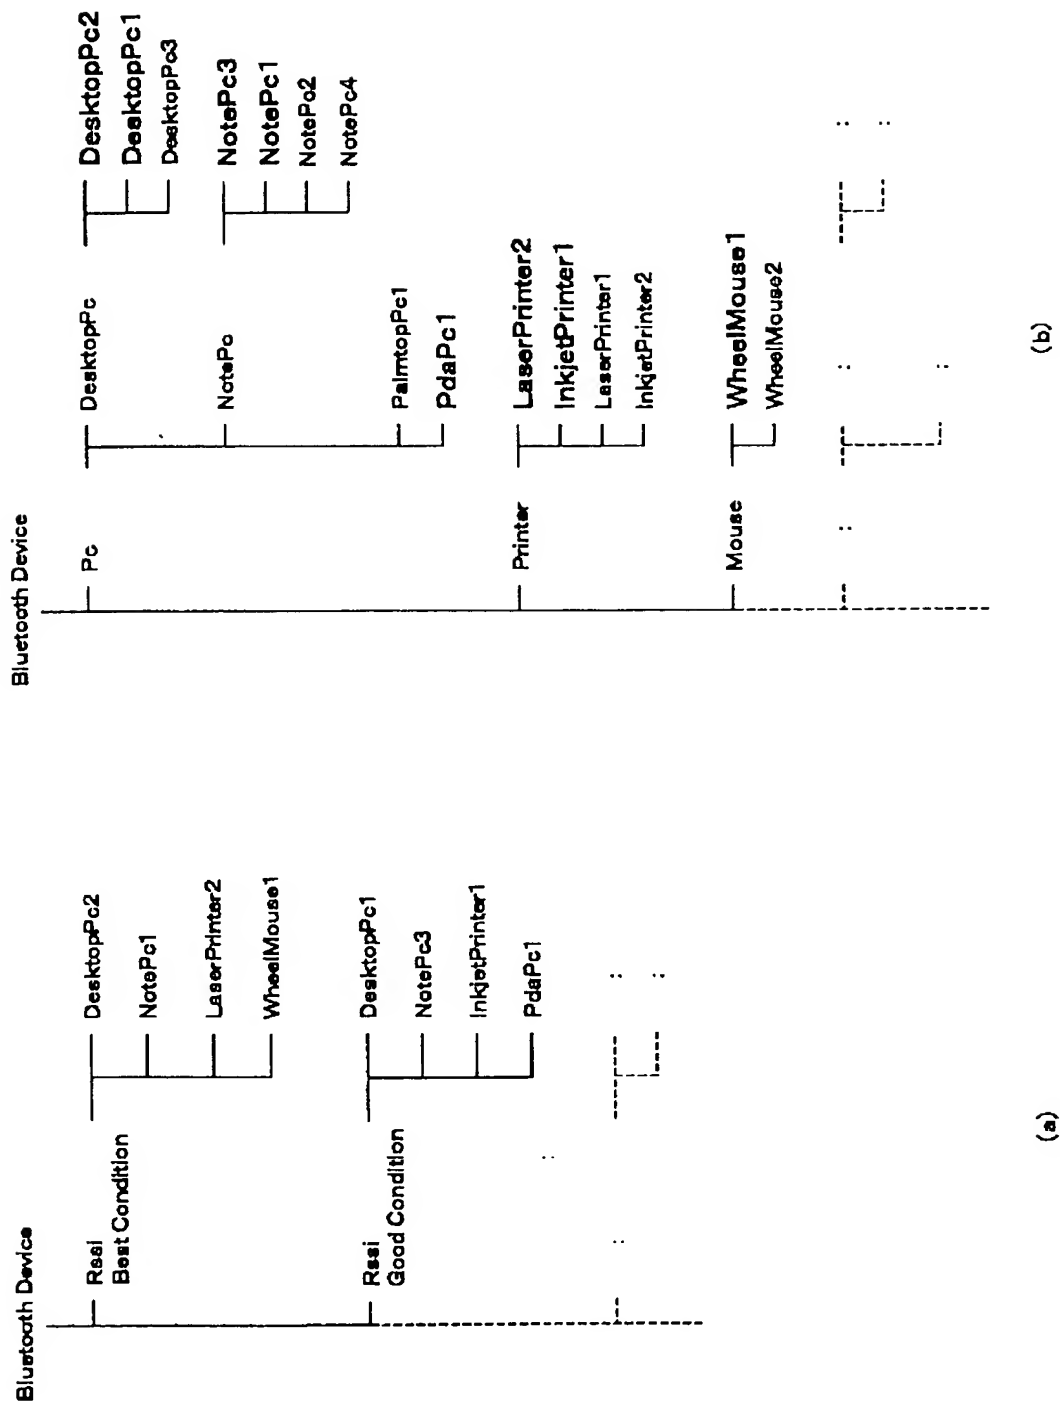 Bluetooth Device
Rssi
Best Condition
DesktopPc2
NotePc1
LaserPrinter2
WheelMouse1
Rssi
Good Condition
DesktopPc1
NotePc3
InkjetPrinter1
PdaPc1
(a)
Bluetooth Device
Pc
DesktopPc
DesktopPc2
DesktopPc1
DesktopPc3
NotePc
NotePc3
NotePc1
NotePc2
NotePc4
PalmtopPc1
PdaPc1
Printer
LaserPrinter2
InkjetPrinter1
LaserPrinter1
InkjetPrinter2
Mouse
WheelMouse1
WheelMouse2
(b)